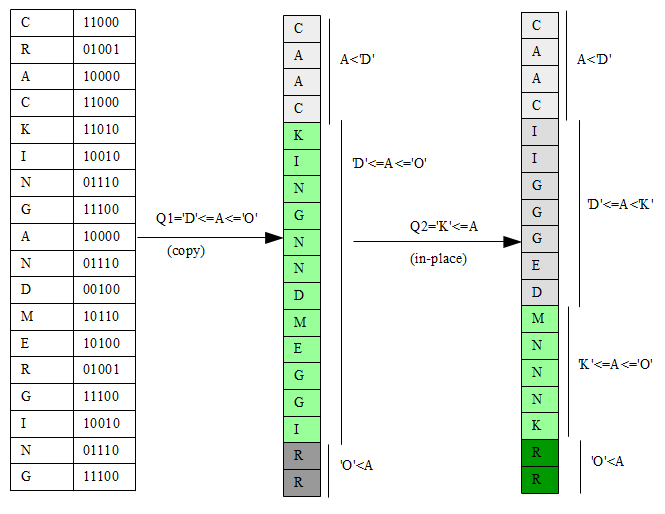 C 11000
R 01001
A 10000
C 11000
K 11010
I 10010
N 01110
G 11100
A 10000
N 01110
D 00100
M 10110
E 10100
R 01001
G 11100
I 10010
N 01110
G 11100
Q1='D'<=A<='O'
(copy)
C
A
A
C
K
I
N
G
N
N
D
M
E
G
G
I
R
R
A<'D'
'D'<=A<='O'
'O'<A
Q2='K'<=A
(in-place)
C
A
A
C
I
I
G
G
G
E
D
M
N
N
N
K
R
R
A<'D'
'D'<=A<'K'
'K'<=A<='O'
'O'<A